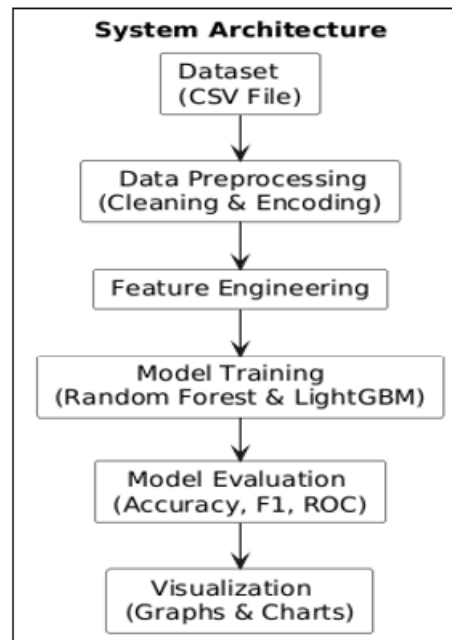 System Architecture
Dataset
(CSV File)
Data Preprocessing
(Cleaning & Encoding)
Feature Engineering
Model Training
(Random Forest & LightGBM)
Model Evaluation
(Accuracy, F1, ROC)
Visualization
(Graphs & Charts)